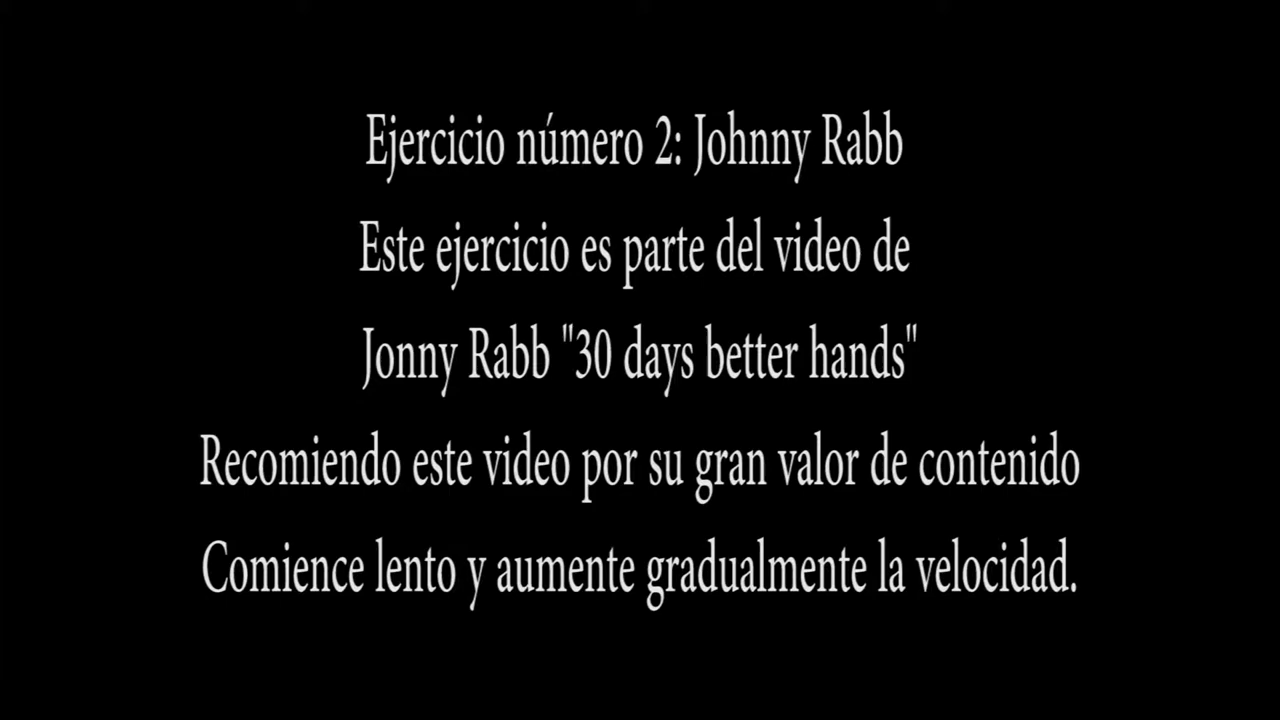 Ejercicio número 2: Johnny Rabb
Este ejercicio es parte del video de
Jonny Rabb "30 days better hands"
Recomiendo este video por su gran valor de contenido
Comience lento y aumente gradualmente la velocidad.